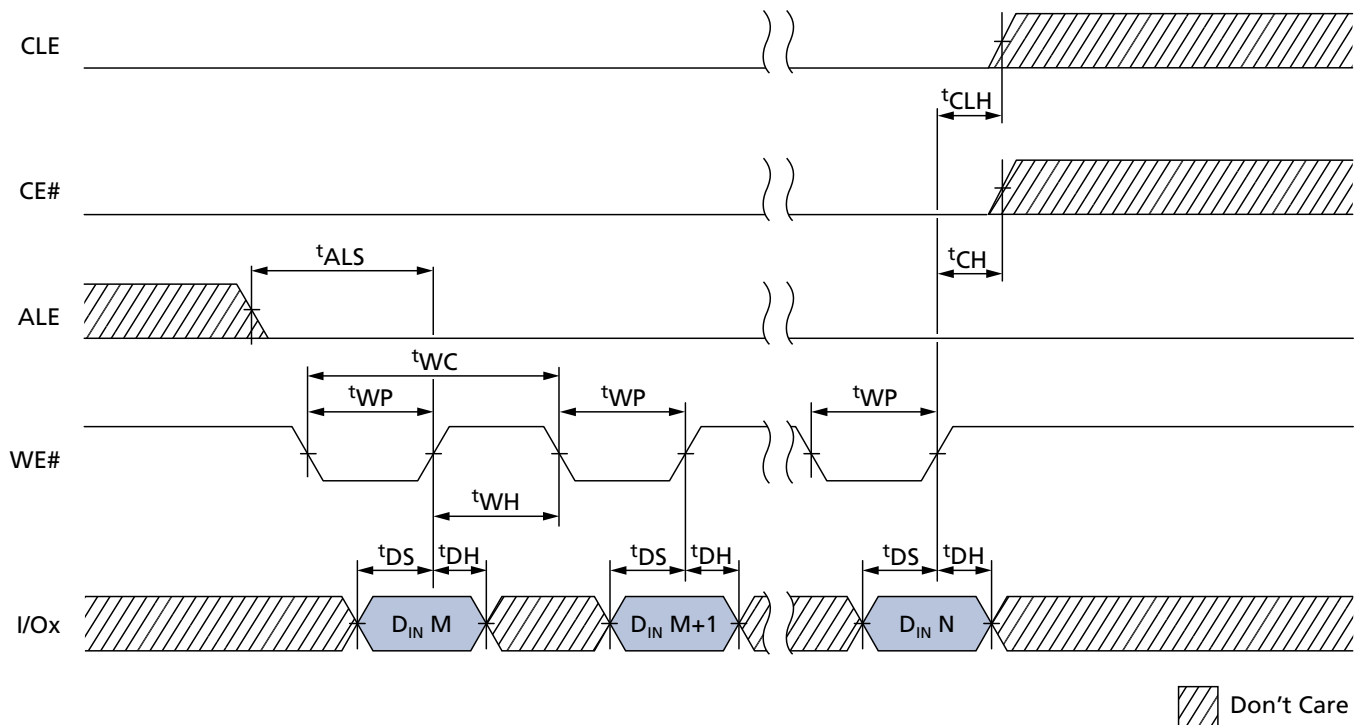 CLE
tCLH
CE#
tCH
tALS
ALE
tWC
tWP tWP tWP
WE#
tWH
tDS tDH tDS tDH tDS tDH
I/Ox DIN M DIN M+1 DIN N
Don't Care